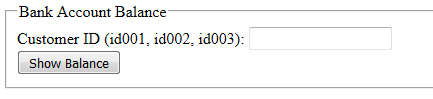 Bank Account Balance
Customer ID (id001, id002, id003):
Show Balance